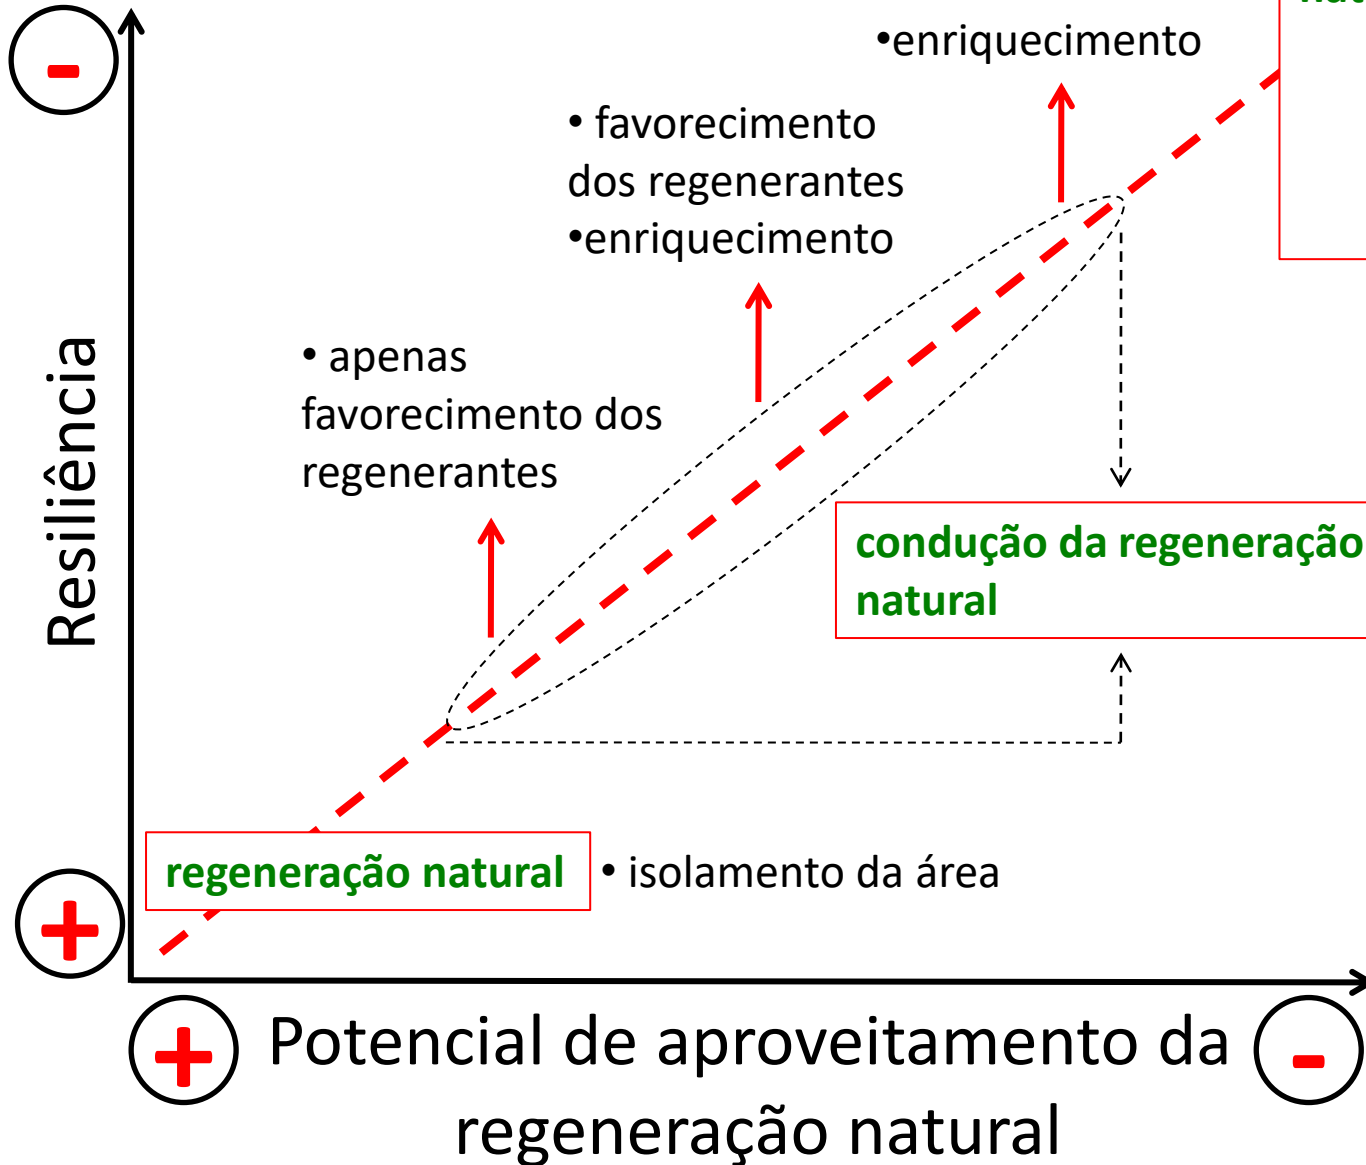 -
•enriquecimento
• favorecimento
dos regenerantes
•enriquecimento
• apenas
favorecimento dos
regenerantes
Resiliência
condução da regeneração
natural
regeneração natural
• isolamento da área
+
+
Potencial de aproveitamento da
-
regeneração natural